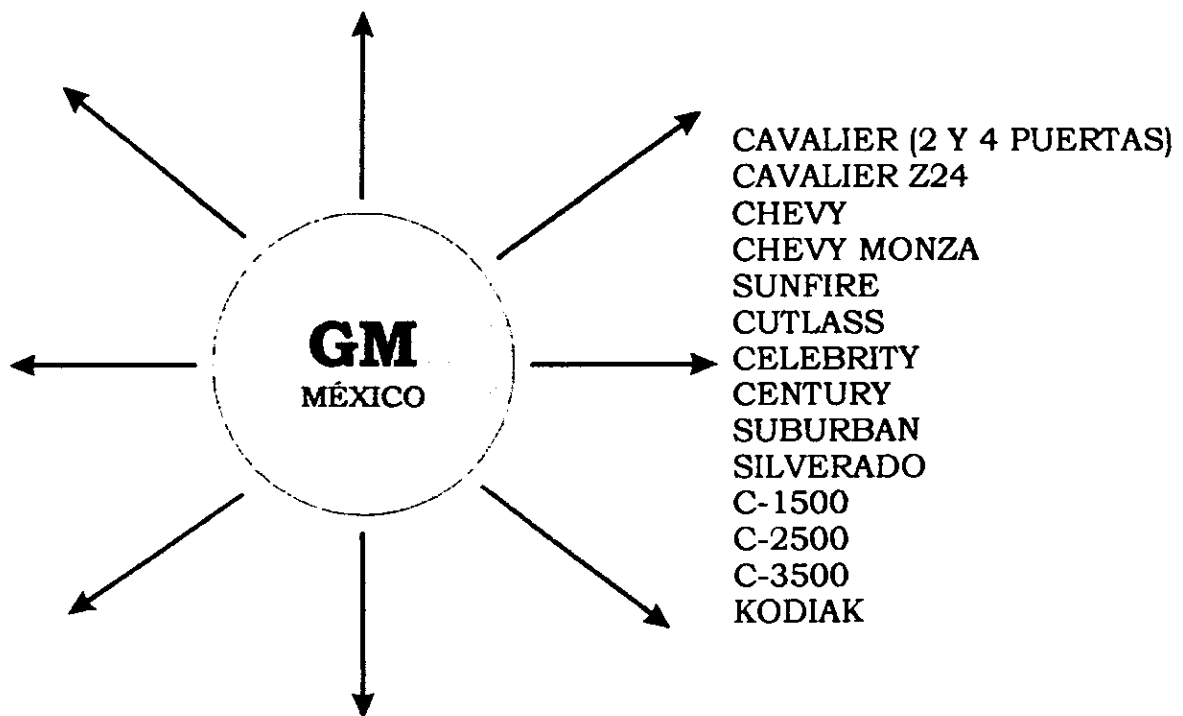 GM
MÉXICO
CAVALIER (2 Y 4 PUERTAS)
CAVALIER Z24
CHEVY
CHEVY MONZA
SUNFIRE
CUTLASS
CELEBRITY
CENTURY
SUBURBAN
SILVERADO
C-1500
C-2500
C-3500
KODIAK